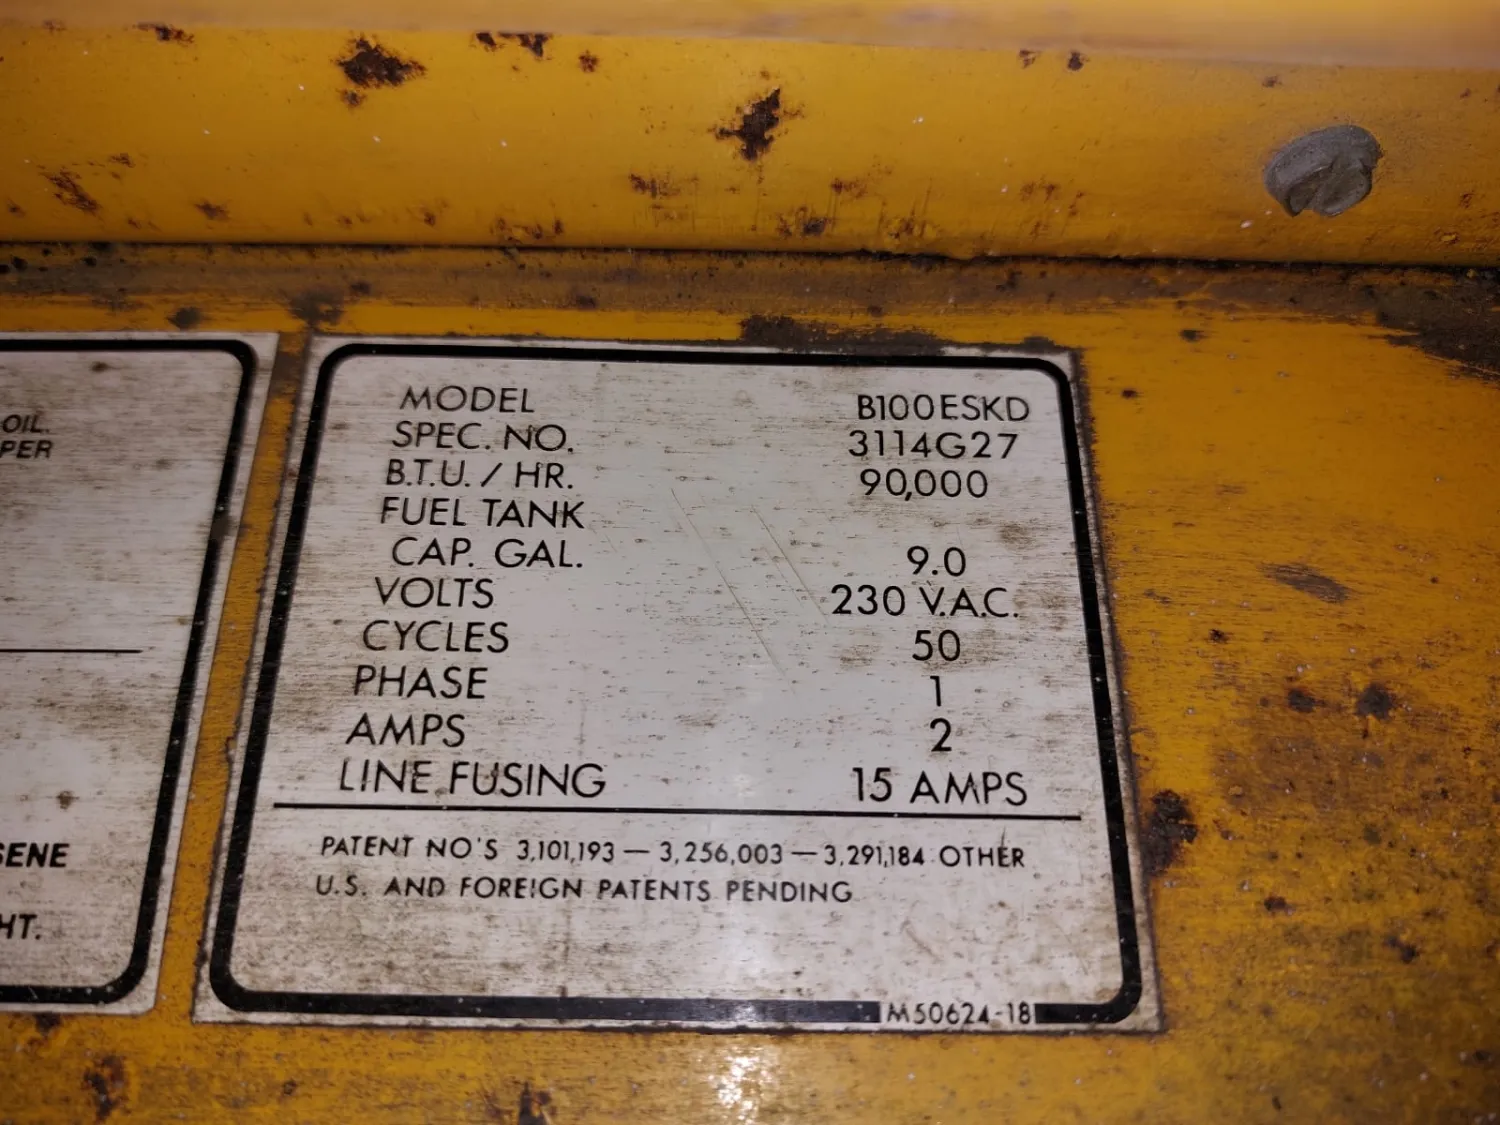 OIL.
PER
SENE
HT.
MODEL B100ESKD
SPEC. NO. 3114G27
B.T.U. / HR. 90,000
FUEL TANK
CAP. GAL. 9.0
VOLTS 230 V.A.C.
CYCLES 50
PHASE 1
AMPS 2
LINE FUSING 15 AMPS
PATENT NO'S 3,101,193 — 3,256,003 — 3,291,184 OTHER
U.S. AND FOREIGN PATENTS PENDING
M50624-18